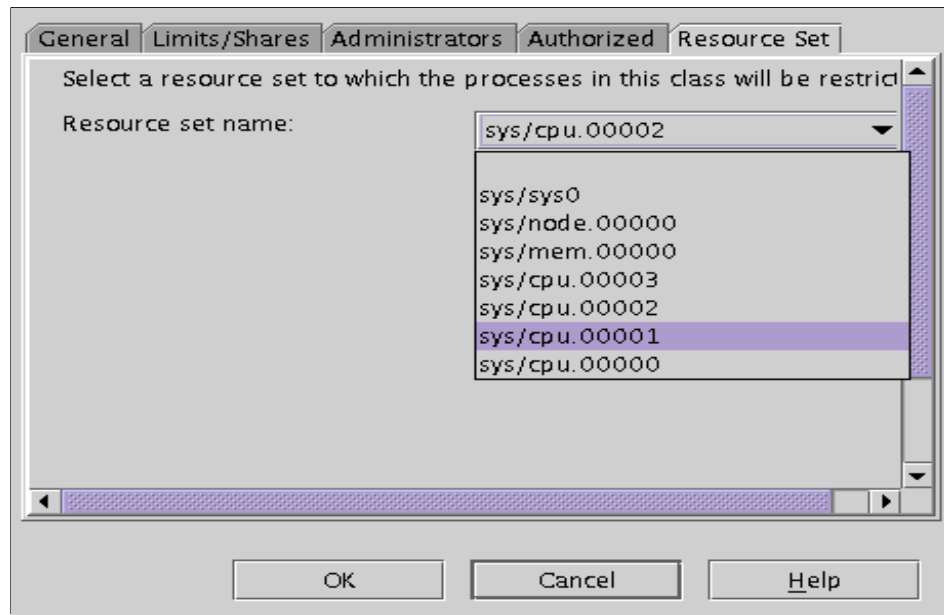 General Limits/Shares Administrators Authorized Resource Set
Select a resource set to which the processes in this class will be
Resource set name: sys/cpu.00002
sys/sys0
sys/node.00000
sys/mem.00000
sys/cpu.00003
sys/cpu.00002
sys/cpu.00001
sys/cpu.00000
OK Cancel Help